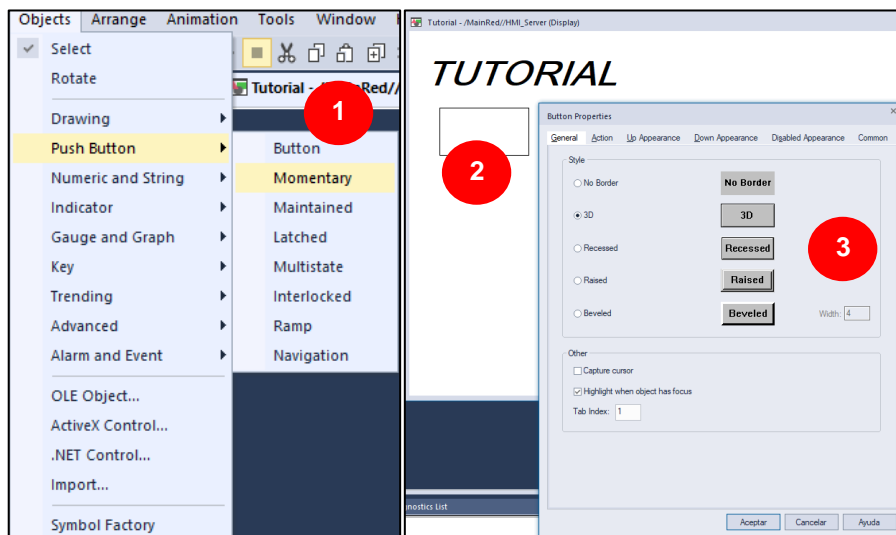 Objects Arrange Animation Tools Window
Select
Rotate
Drawing
Push Button
Numeric and String
Indicator
Gauge and Graph
Key
Trending
Advanced
Alarm and Event
OLE Object...
ActiveX Control...
.NET Control...
Import...
Symbol Factory
Tutorial - /MainRed//
1
Button
Momentary
Maintained
Latched
Multistate
Interlocked
Ramp
Navigation
Tutorial - /MainRed//HMI_Server (Display)
TUTORIAL
2
Button Properties
General Action Up Appearance Down Appearance Disabled Appearance Common
Style
No Border No Border
3D 3D
Recessed Recessed
3
Raised Raised
Beveled Beveled Width: 4
Other
Capture cursor
Highlight when object has focus
Tab Index: 1
Aceptar Cancelar Ayuda
nostics List